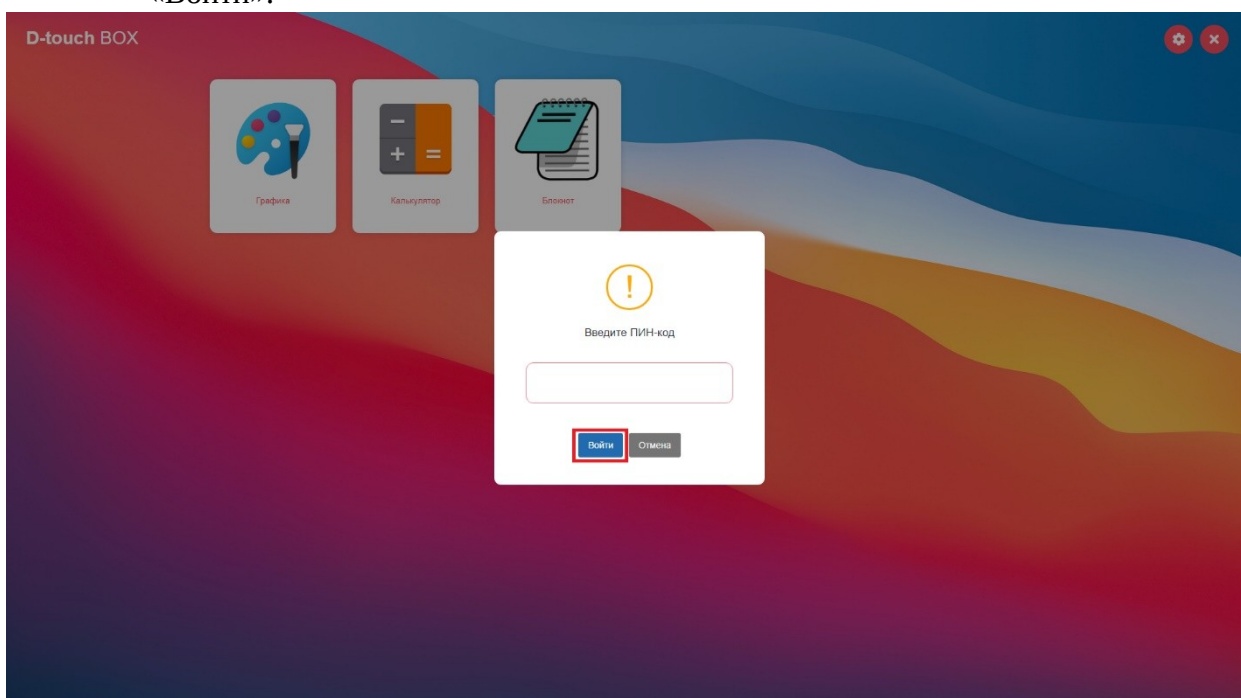 «Войти».
D-touch BOX
Графика
Калькулятор
Блокнот
Введите ПИН-код
Войти
Отмена